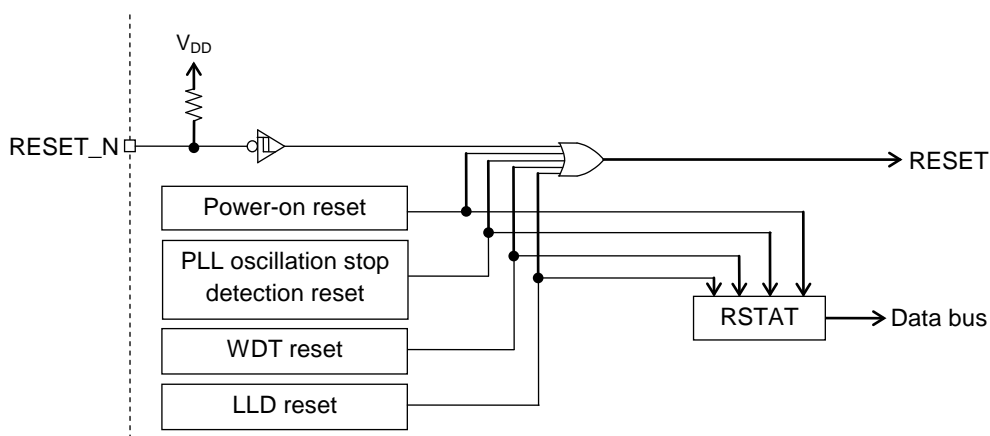 VDD
RESET_N
RESET
Power-on reset
PLL oscillation stop
detection reset
RSTAT
Data bus
WDT reset
LLD reset